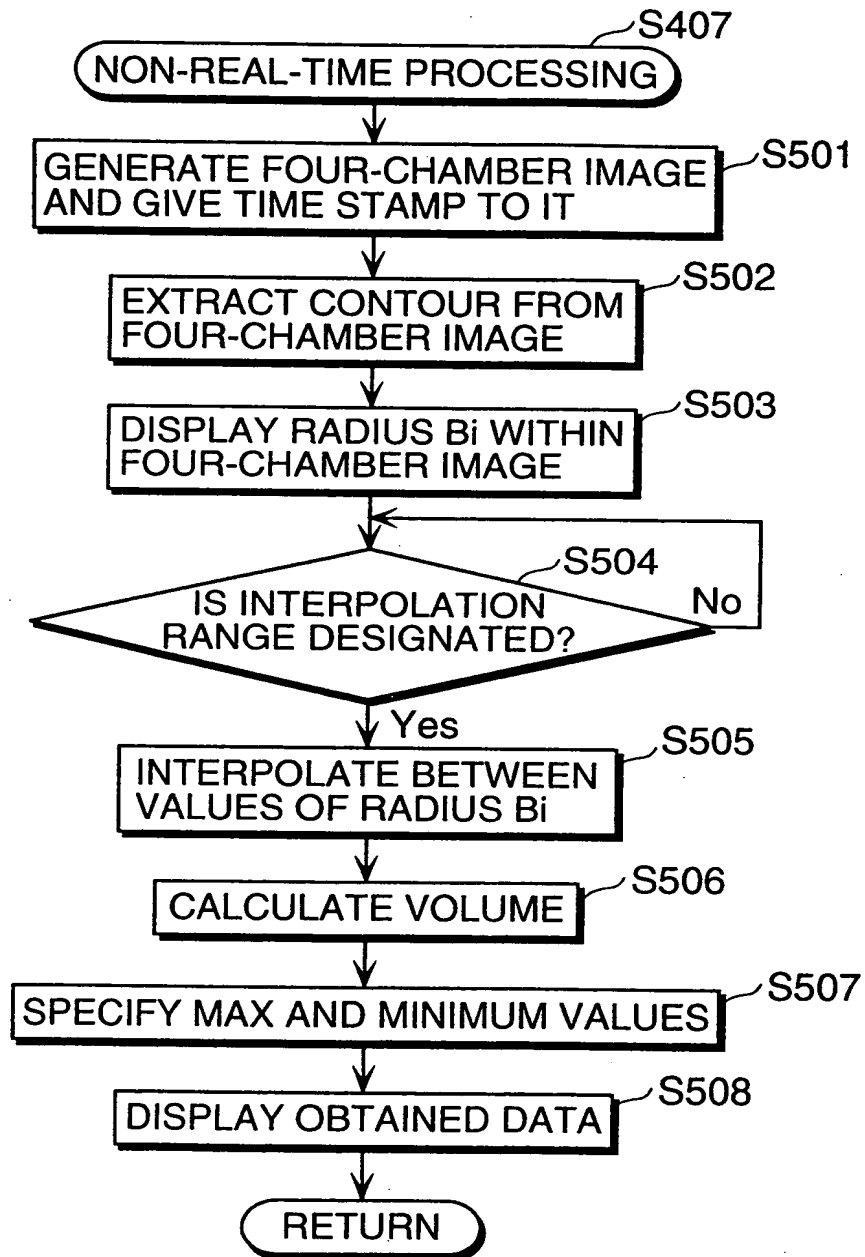 S407
NON-REAL-TIME PROCESSING
S501
GENERATE FOUR-CHAMBER IMAGE
AND GIVE TIME STAMP TO IT
S502
EXTRACT CONTOUR FROM
FOUR-CHAMBER IMAGE
S503
DISPLAY RADIUS Bi WITHIN
FOUR-CHAMBER IMAGE
S504
IS INTERPOLATION
RANGE DESIGNATED?
No
Yes
S505
INTERPOLATE BETWEEN
VALUES OF RADIUS Bi
S506
CALCULATE VOLUME
S507
SPECIFY MAX AND MINIMUM VALUES
S508
DISPLAY OBTAINED DATA
RETURN